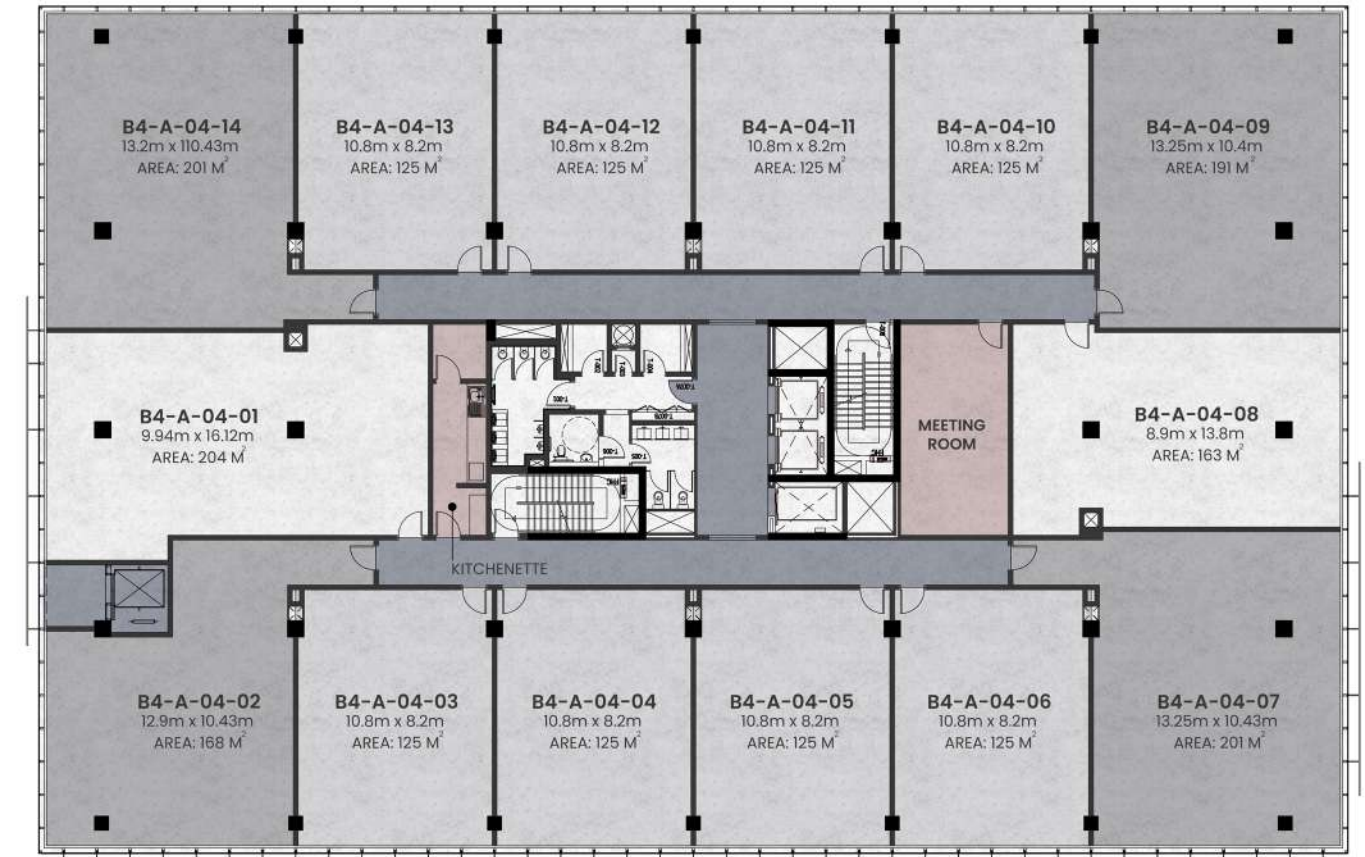 B4-A-04-14
13.2m x 110.43m
AREA: 201 M²
B4-A-04-13
10.8m x 8.2m
AREA: 125 M²
B4-A-04-12
10.8m x 8.2m
AREA: 125 M²
B4-A-04-11
10.8m x 8.2m
AREA: 125 M²
B4-A-04-10
10.8m x 8.2m
AREA: 125 M²
B4-A-04-09
13.25m x 10.4m
AREA: 191 M²
B4-A-04-01
9.94m x 16.12m
AREA: 204 M²
T-001
MEETING
ROOM
B4-A-04-08
8.9m x 13.8m
AREA: 163 M²
KITCHENETTE
B4-A-04-02
12.9m x 10.43m
AREA: 168 M²
B4-A-04-03
10.8m x 8.2m
AREA: 125 M²
B4-A-04-04
10.8m x 8.2m
AREA: 125 M²
B4-A-04-05
10.8m x 8.2m
AREA: 125 M²
B4-A-04-06
10.8m x 8.2m
AREA: 125 M²
B4-A-04-07
13.25m x 10.43m
AREA: 201 M²